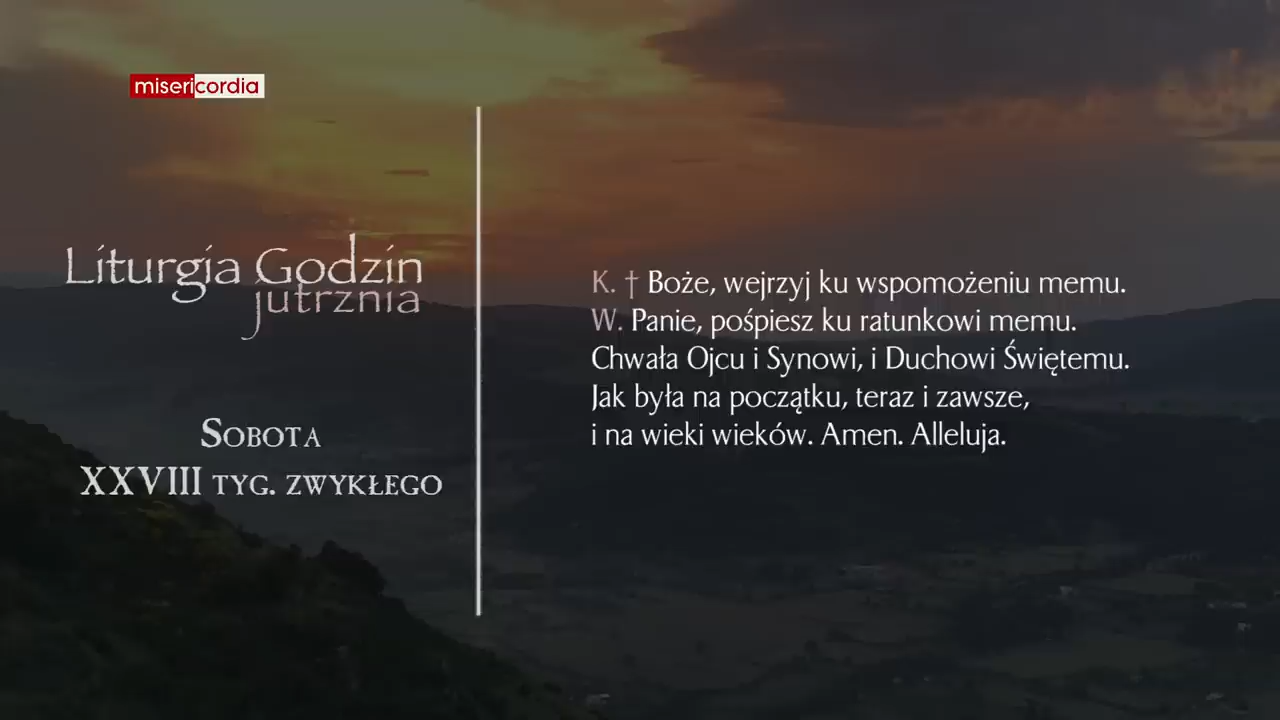 misericordia
Liturgia Godzin
jutrznia
Sobota
XXVIII tyg. zwykłego
K. † Boże, wejrzyj ku wspomożeniu memu.
W. Panie, pośpiesz ku ratunkowi memu.
Chwała Ojcu i Synowi, i Duchowi Świętemu.
Jak była na początku, teraz i zawsze,
i na wieki wieków. Amen. Alleluja.